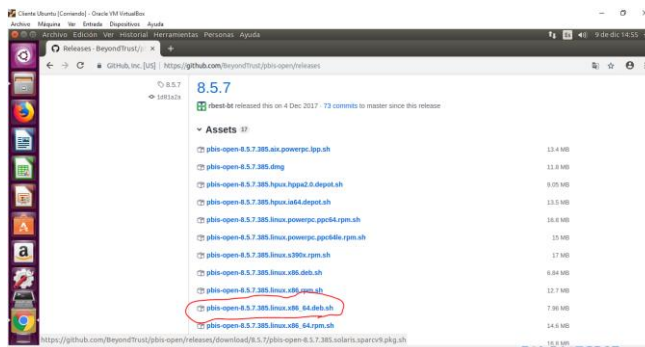 Cliente Ubuntu [Corriendo] - Oracle VM VirtualBox
Archivo Máquina Ver Entrada Dispositivos Ayuda
Archivo Edición Ver Historial Herramientas Personas Ayuda
9 de dic 14:55
Releases · BeyondTrust/p
GitHub, Inc. [US] | https://github.com/BeyondTrust/pbis-open/releases
8.5.7
8.5.7
rbest-bt released this on 4 Dec 2017 · 73 commits to master since this release
Assets 17
pbis-open-8.5.7.385.aix.powerpc.lpp.sh 13.4 MB
pbis-open-8.5.7.385.dmg 11.8 MB
pbis-open-8.5.7.385.hpux.hppa2.0.depot.sh 9.05 MB
pbis-open-8.5.7.385.hpux.ia64.depot.sh 13.5 MB
pbis-open-8.5.7.385.linux.powerpc.ppc64.rpm.sh 16.8 MB
pbis-open-8.5.7.385.linux.powerpc.ppc64le.rpm.sh 15 MB
pbis-open-8.5.7.385.linux.s390x.rpm.sh 17 MB
pbis-open-8.5.7.385.linux.x86.deb.sh 6.84 MB
pbis-open-8.5.7.385.linux.x86.rpm.sh 12.7 MB
pbis-open-8.5.7.385.linux.x86_64.deb.sh 7.96 MB
pbis-open-8.5.7.385.linux.x86_64.rpm.sh 14.6 MB
https://github.com/BeyondTrust/pbis-open/releases/download/8.5.7/pbis-open-8.5.7.385.solaris.sparcv9.pkg.sh